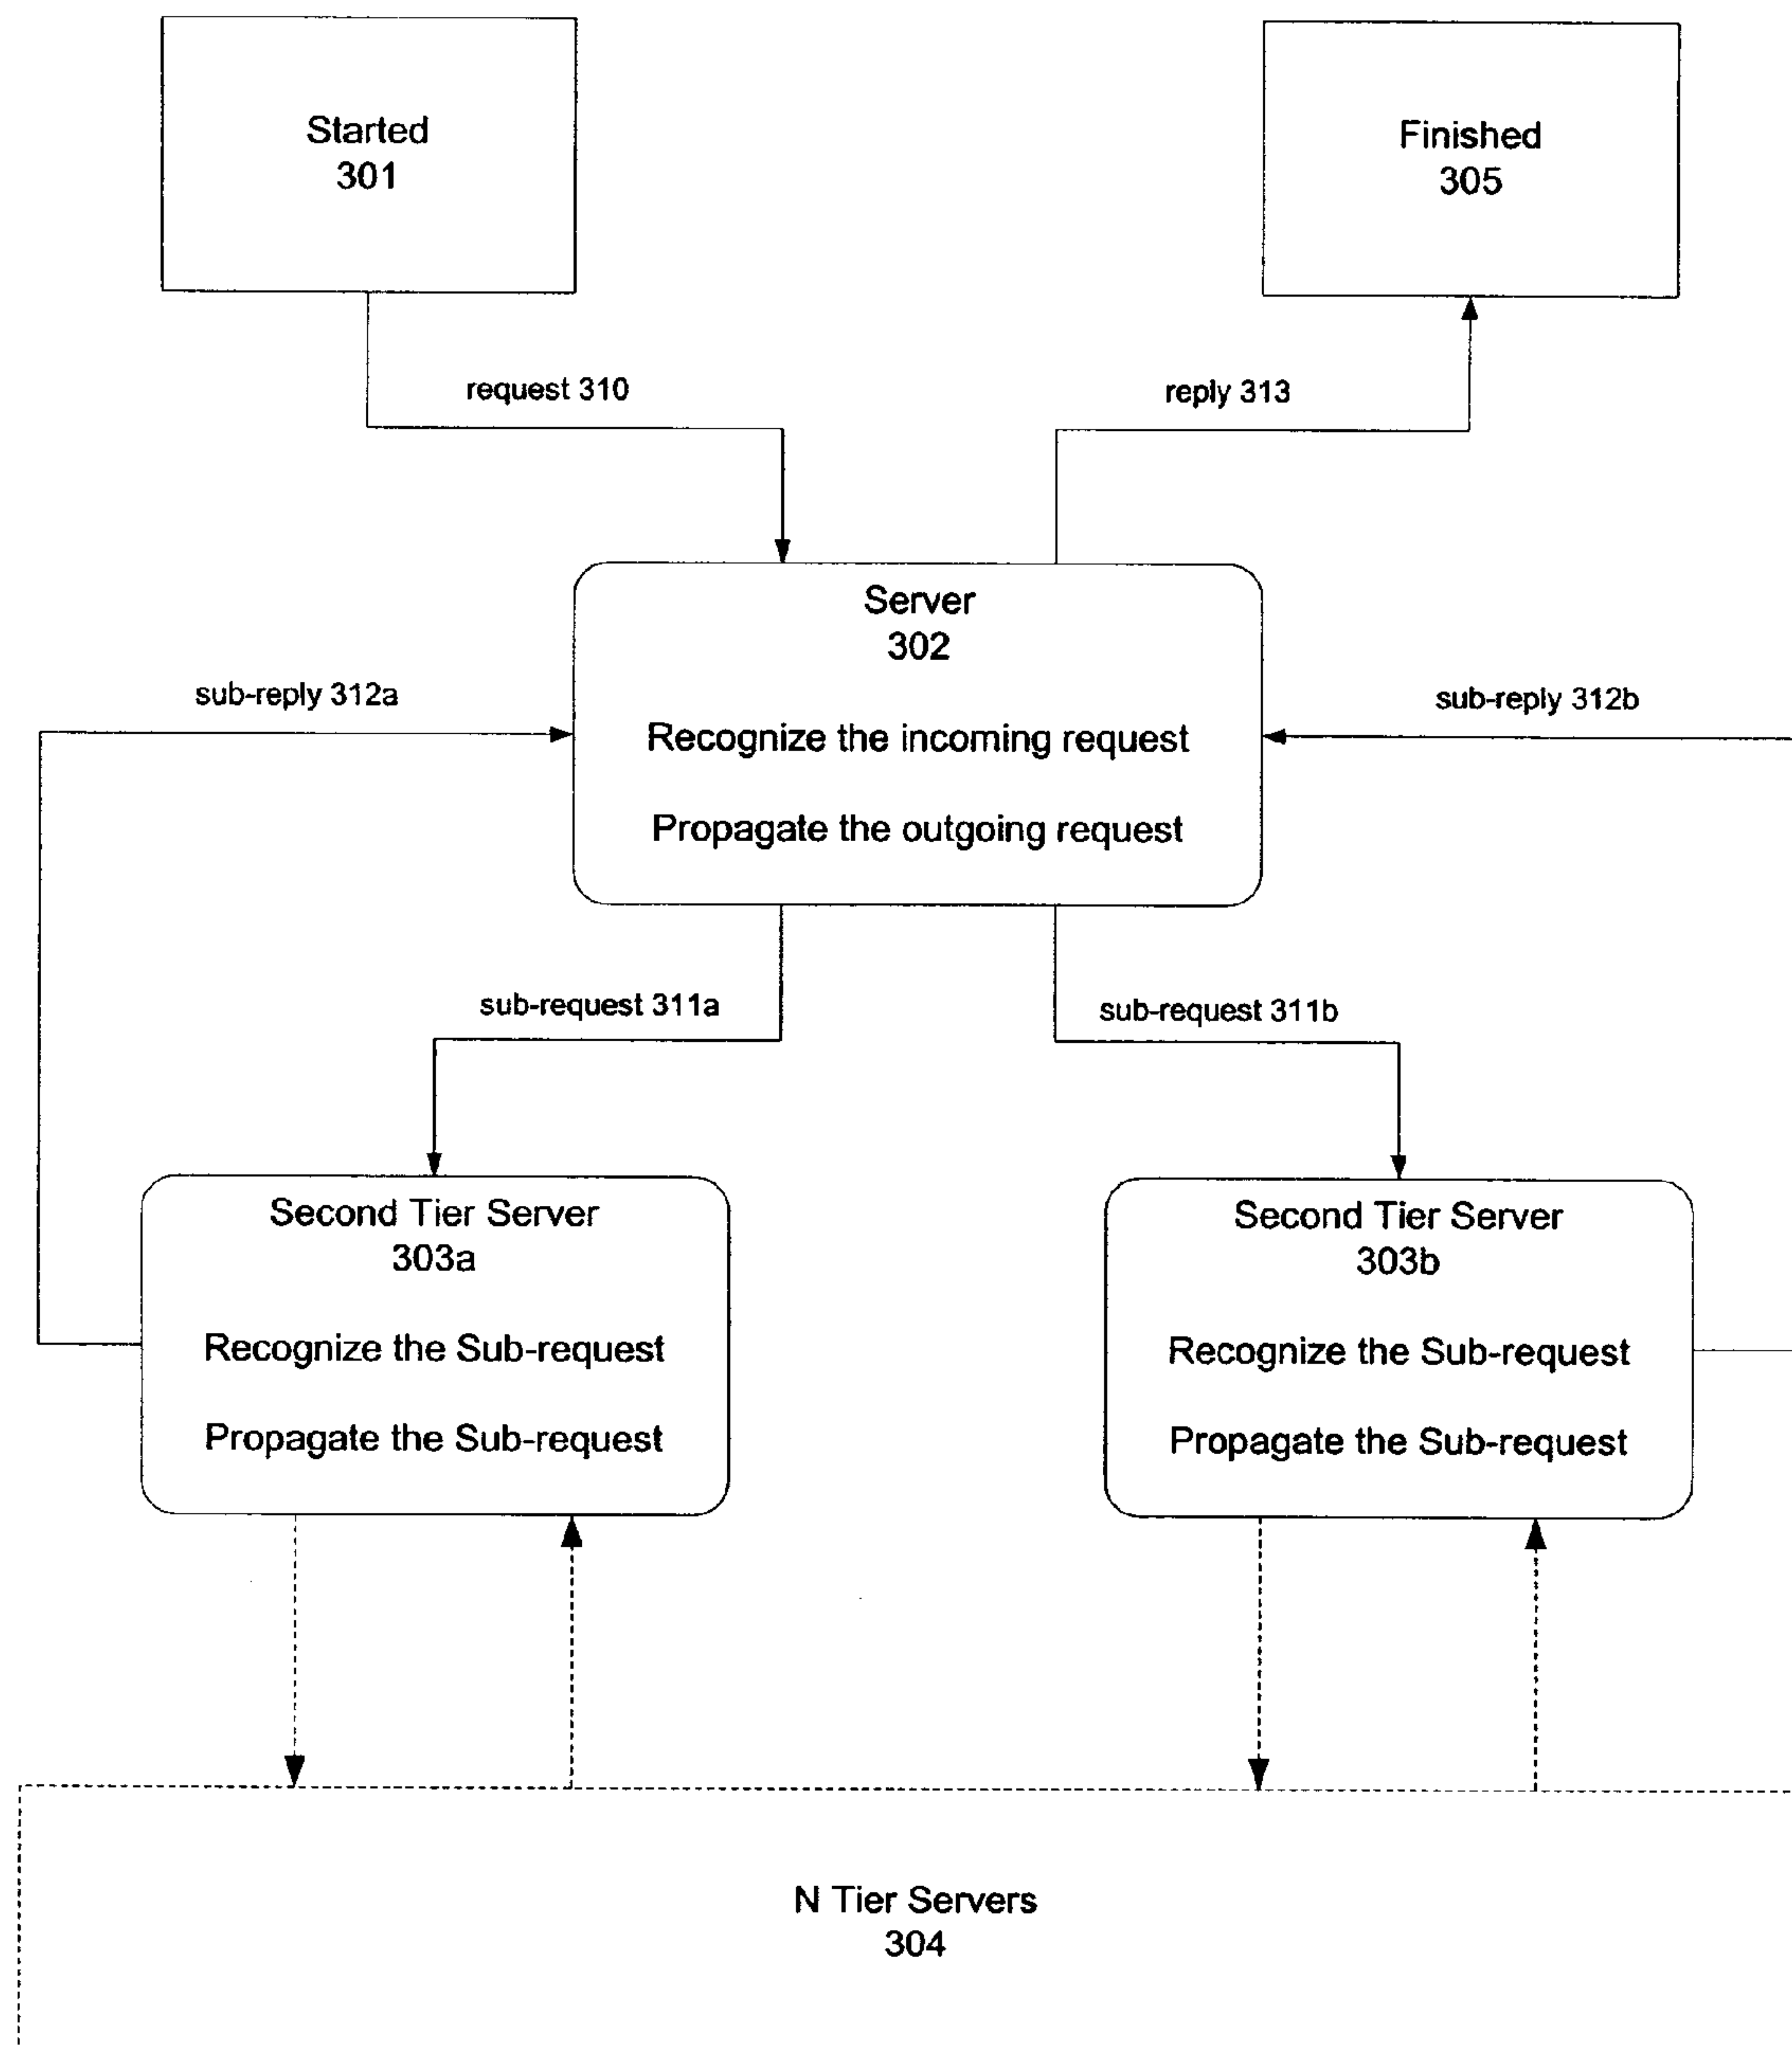 Started
301
Finished
305
request 310
reply 313
Server
302
Recognize the incoming request
Propagate the outgoing request
sub-reply 312a
sub-reply 312b
sub-request 311a
sub-request 311b
Second Tier Server
303a
Recognize the Sub-request
Propagate the Sub-request
Second Tier Server
303b
Recognize the Sub-request
Propagate the Sub-request
N Tier Servers
304